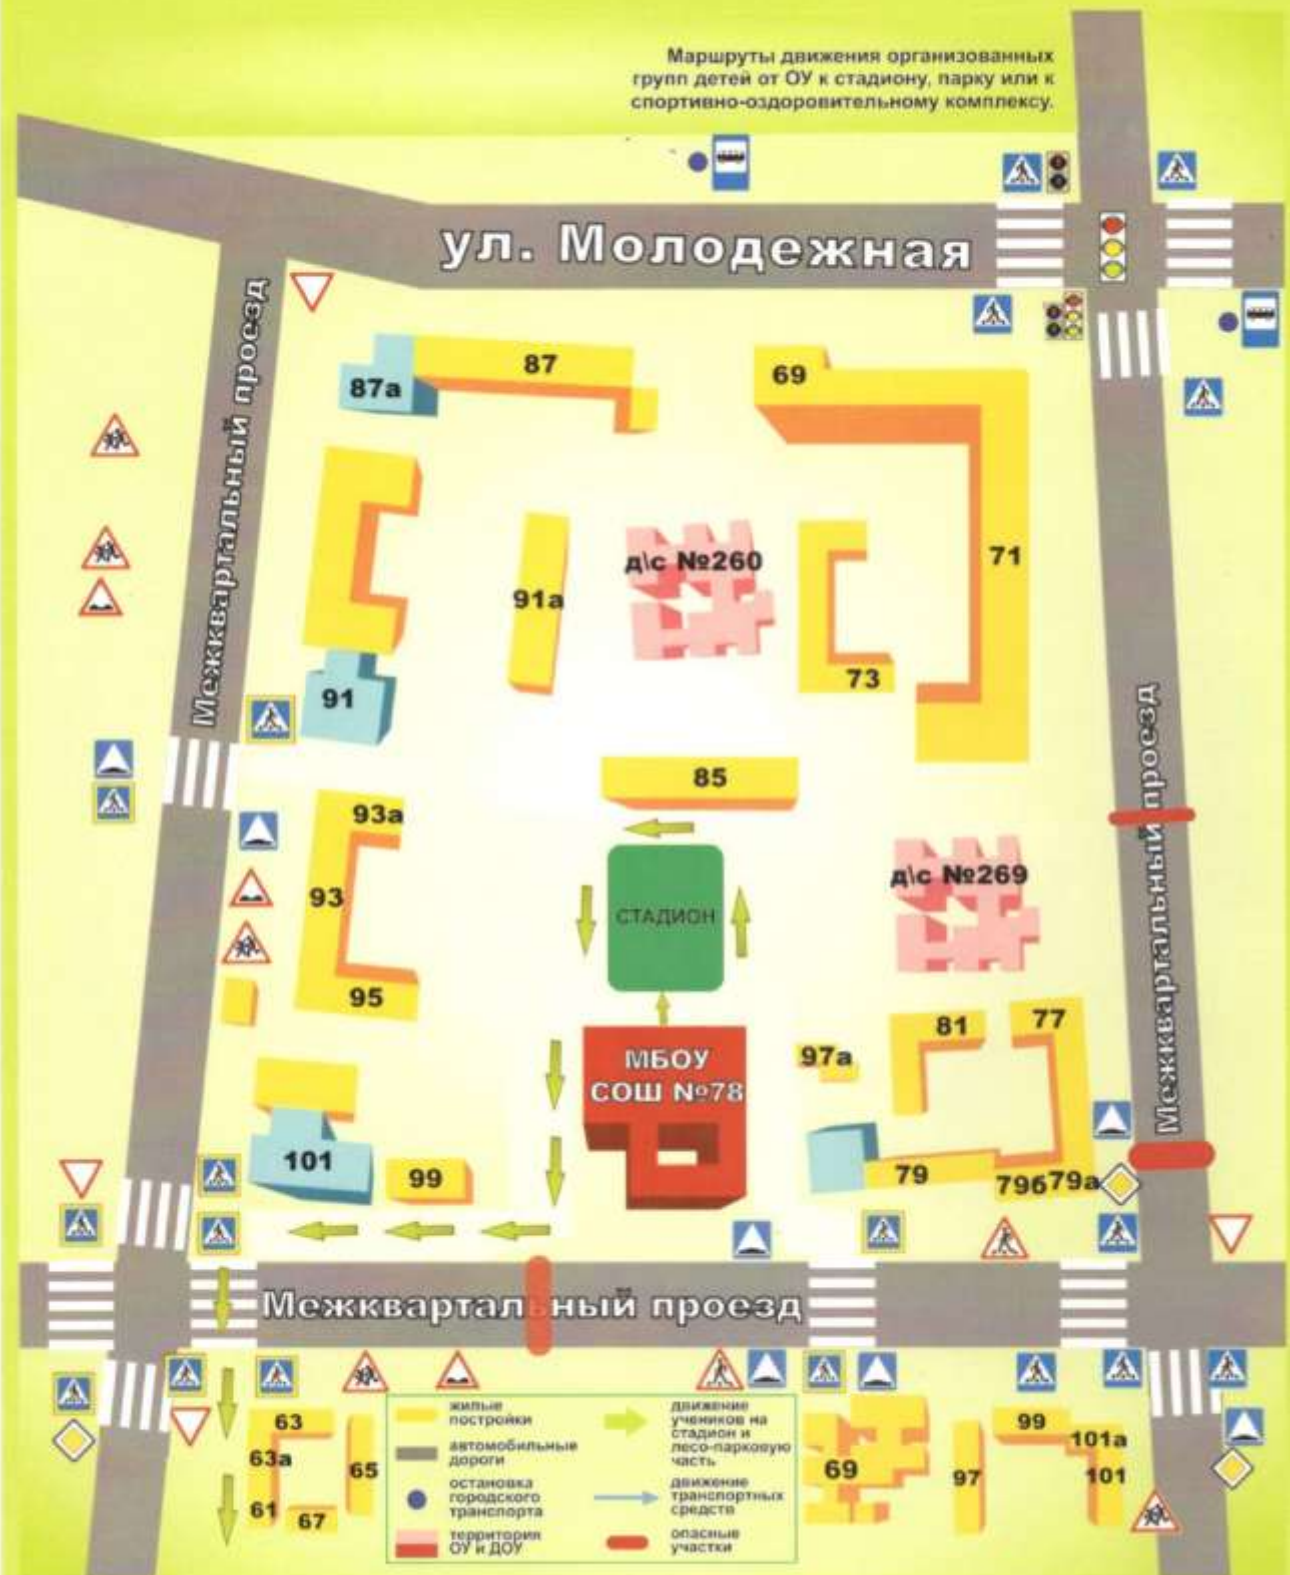 Маршруты движения организованных
групп детей от ОУ к стадиону, парку или к
спортивно-оздоровительному комплексу.
ул. Молодежная
Межквартальный проезд
87
87а
69
71
д\с №260
91а
73
91
85
Межквартальный проезд
93а
93
95
СТАДИОН
д\с №269
81
77
97а
МБОУ
СОШ №78
101
99
79
79б
79а
Межквартальный проезд
63
63а
65
61
67
жилые
постройки
автомобильные
дороги
остановка
городского
транспорта
территория
ОУ и ДОУ
движение
учеников на
стадион и
лесо-парковую
часть
движение
транспортных
средств
опасные
участки
69
97
99
101а
101